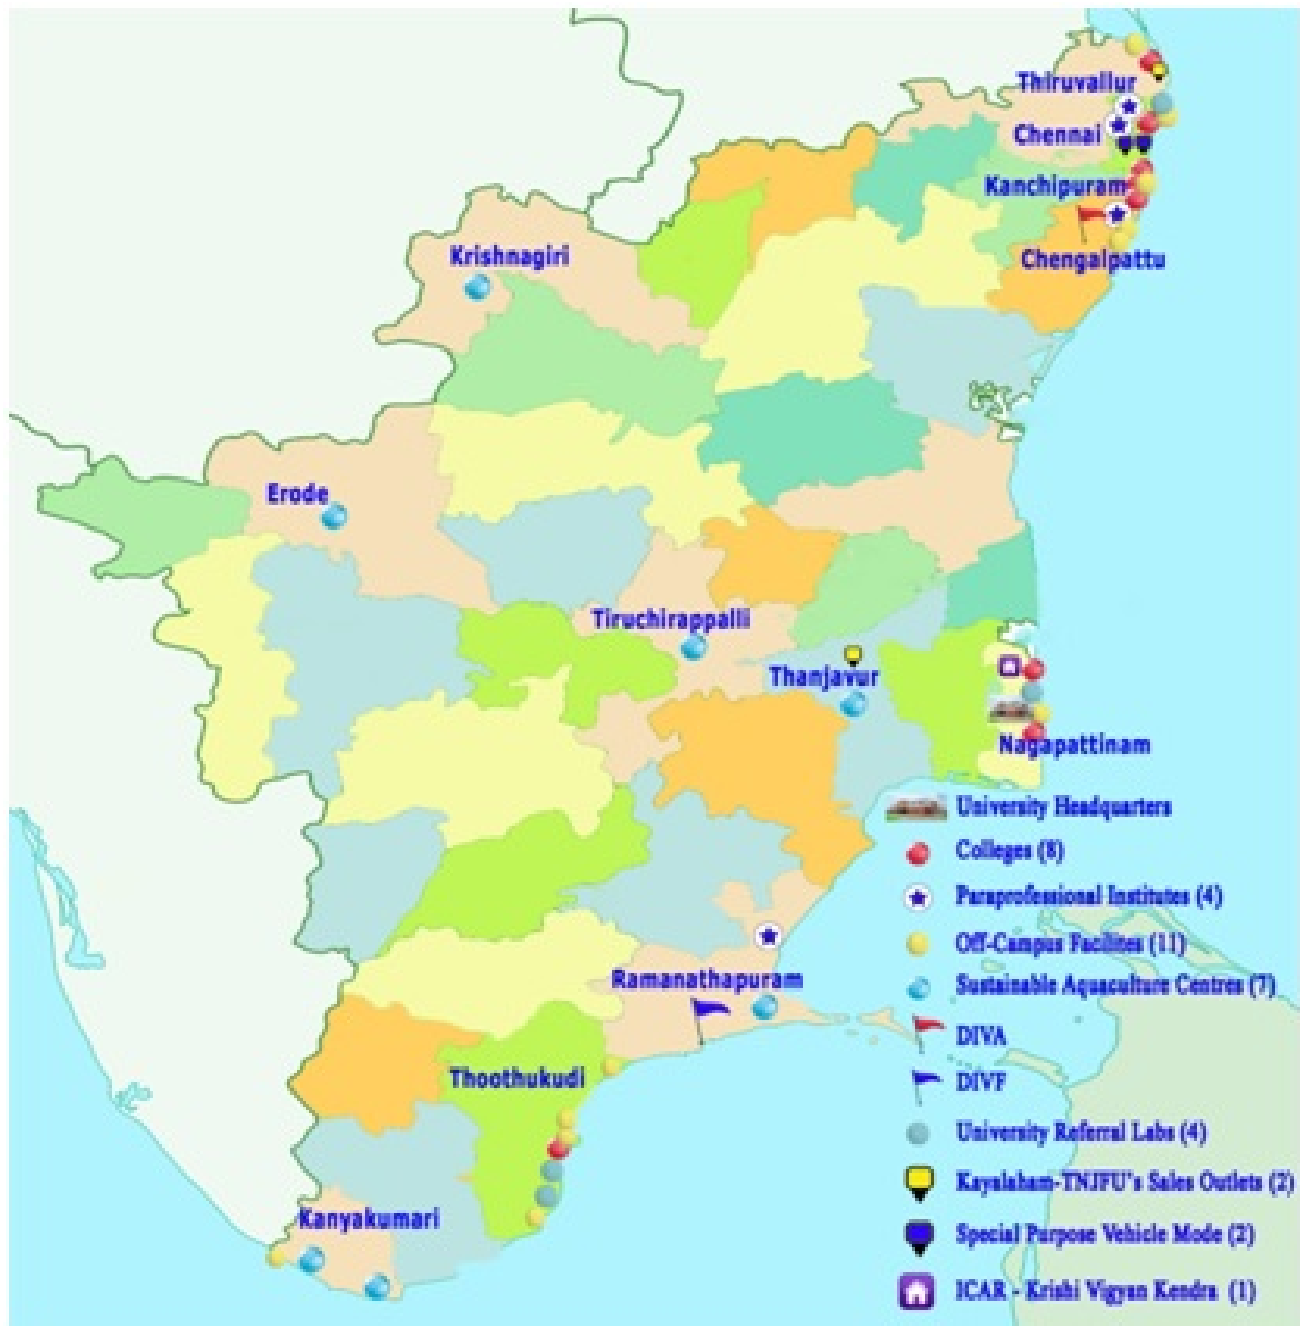 Thiruvallur
Chennai
Kanchipuram
Chengalpattu
Krishnagiri
Erode
Tiruchirappalli
Thanjavur
Nagapattinam
Ramanathapuram
Thoothukudi
Kanyakumari
University Headquarters
Colleges (8)
Paraprofessional Institutes (4)
Off-Campus Facilites (11)
Sustainable Aquaculture Centres (7)
DIVA
DIVF
University Referral Labs (4)
Kayalaham-TNJFU's Sales Outlets (2)
Special Purpose Vehicle Mode (2)
ICAR - Krishi Vigyan Kendra (1)